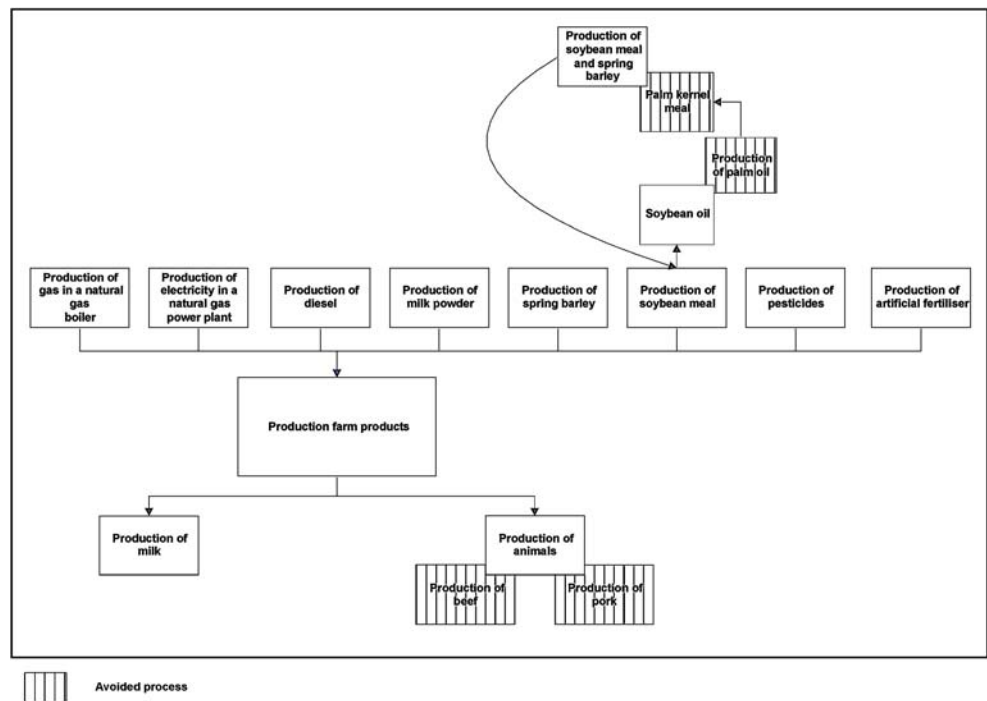 Production of
soybean meal
and spring
barley
Palm kernel
meal
Production
of palm oil
Soybean oil
Production of
gas in a natural
gas
boiler
Production of
electricity in a
natural gas
power plant
Production of
diesel
Production of
milk powder
Production of
spring barley
Production of
soybean meal
Production of
pesticides
Production of
artificial fertiliser
Production farm products
Production of
milk
Production of
animals
Production of
beef
Production of
pork
Avoided process